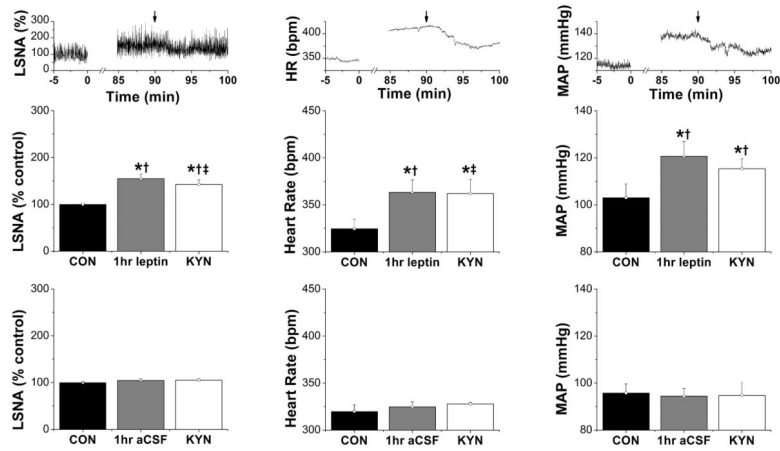 LSNA (%)
300
200
100
0
-5
0
85
90
95
100
Time (min)
HR (bpm)
450
400
350
-5
0
85
90
95
100
Time (min)
MAP (mmHg)
160
140
120
-5
0
85
90
95
100
Time (min)
LSNA (% control)
300
200
150
100
0
*†
*†‡
CON
1hr leptin
KYN
Heart Rate (bpm)
450
400
350
300
*†
*‡
CON
1hr leptin
KYN
MAP (mmHg)
140
120
100
80
*†
*†
CON
1hr leptin
KYN
LSNA (% control)
300
200
100
0
CON
1hr aCSF
KYN
Heart Rate (bpm)
450
400
350
300
CON
1hr aCSF
KYN
MAP (mmHg)
140
120
100
80
CON
1hr aCSF
KYN